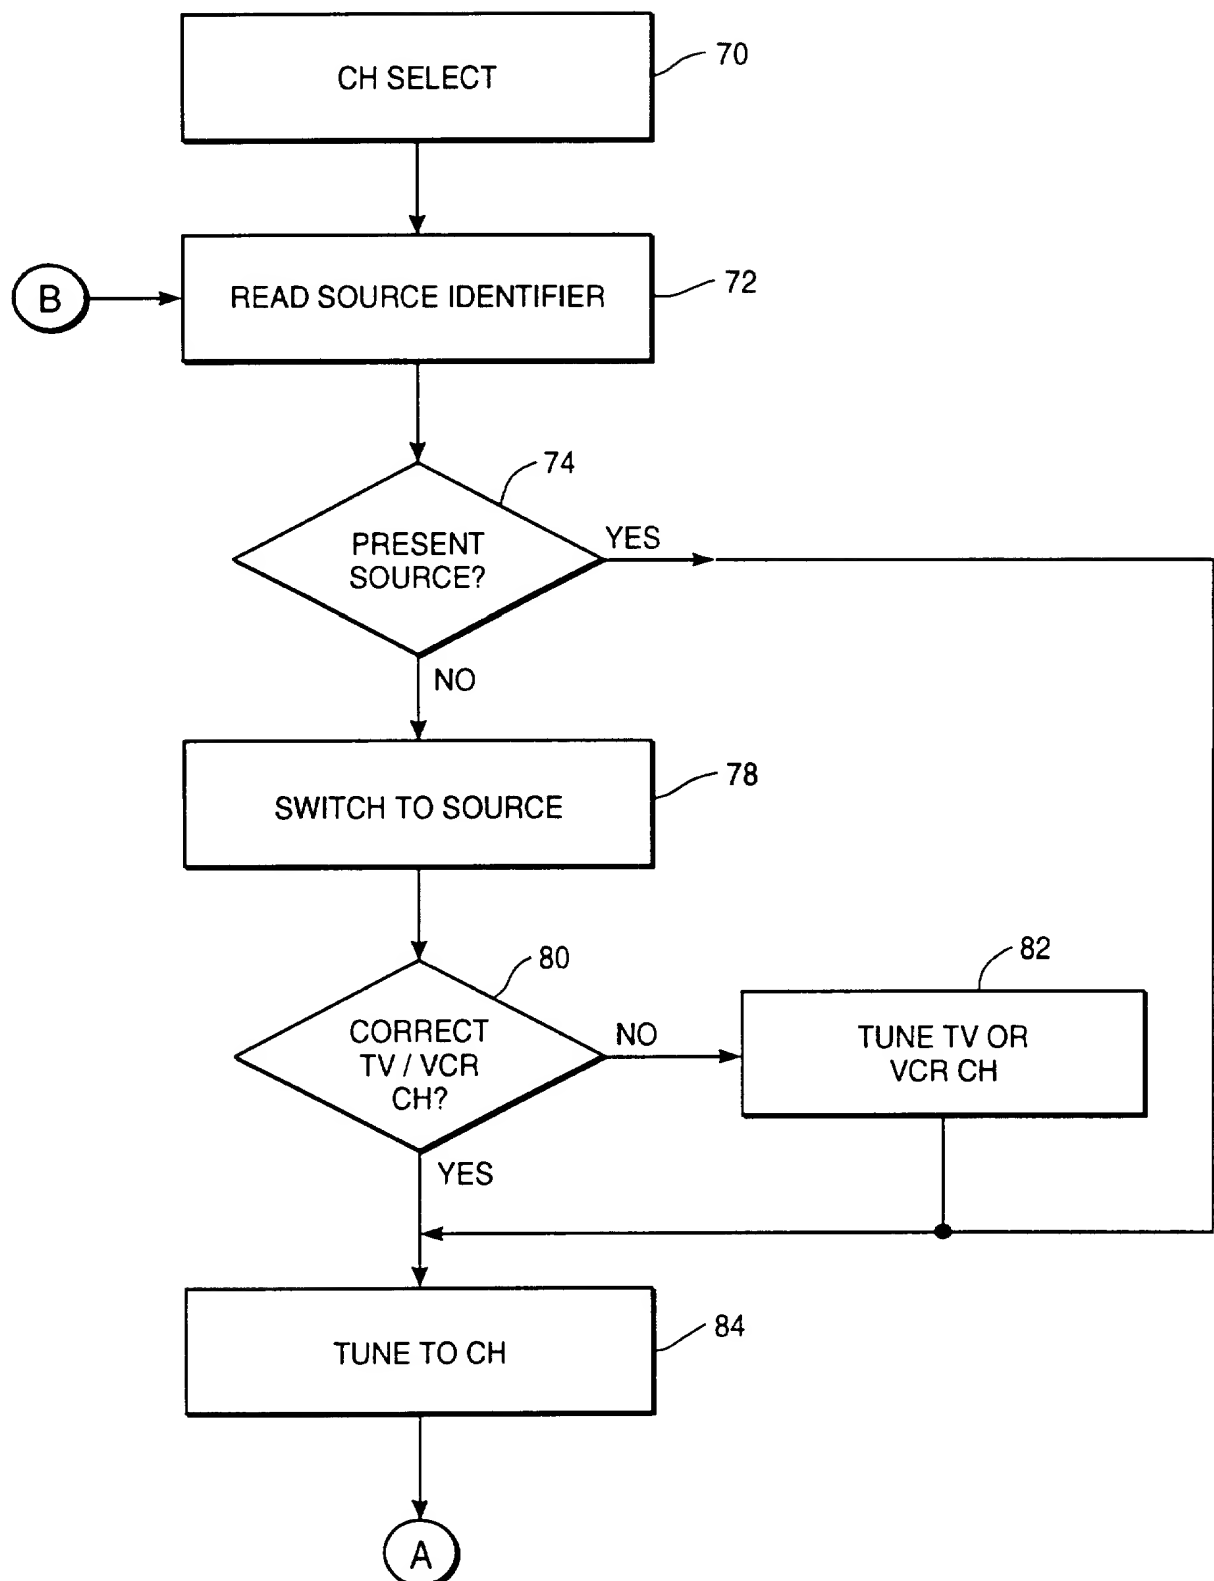 CH SELECT
70
B
READ SOURCE IDENTIFIER
72
74
PRESENT
SOURCE?
YES
NO
SWITCH TO SOURCE
78
80
CORRECT
TV / VCR
CH?
NO
82
TUNE TV OR
VCR CH
YES
TUNE TO CH
84
A